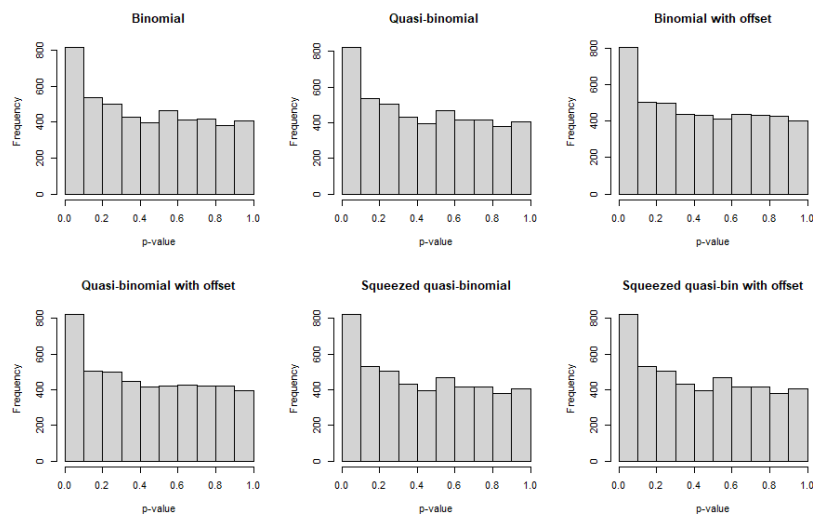 Binomial
Frequency
0 200 400 600 800
0.0 0.2 0.4 0.6 0.8 1.0
p-value
Quasi-binomial
Frequency
0 200 400 600 800
0.0 0.2 0.4 0.6 0.8 1.0
p-value
Binomial with offset
Frequency
0 200 400 600 800
0.0 0.2 0.4 0.6 0.8 1.0
p-value
Quasi-binomial with offset
Frequency
0 200 400 600 800
0.0 0.2 0.4 0.6 0.8 1.0
p-value
Squeezed quasi-binomial
Frequency
0 200 400 600 800
0.0 0.2 0.4 0.6 0.8 1.0
p-value
Squeezed quasi-bin with offset
Frequency
0 200 400 600 800
0.0 0.2 0.4 0.6 0.8 1.0
p-value